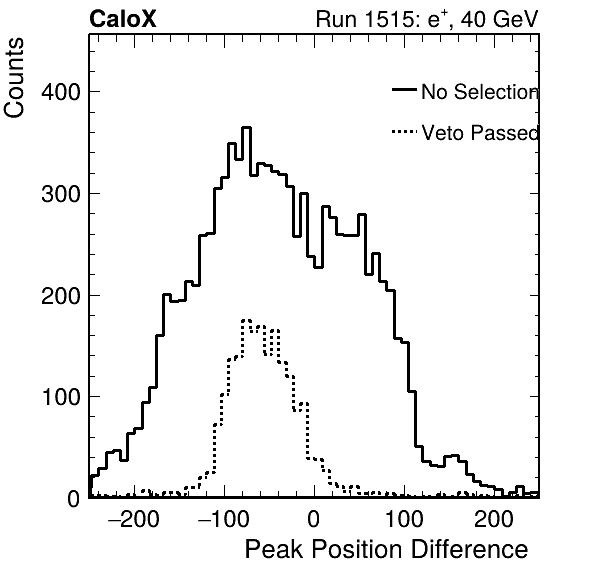 CaloX Run 1515: e⁺, 40 GeV
Counts
400
300
200
100
0
No Selection
Veto Passed
−200 −100 0 100 200
Peak Position Difference